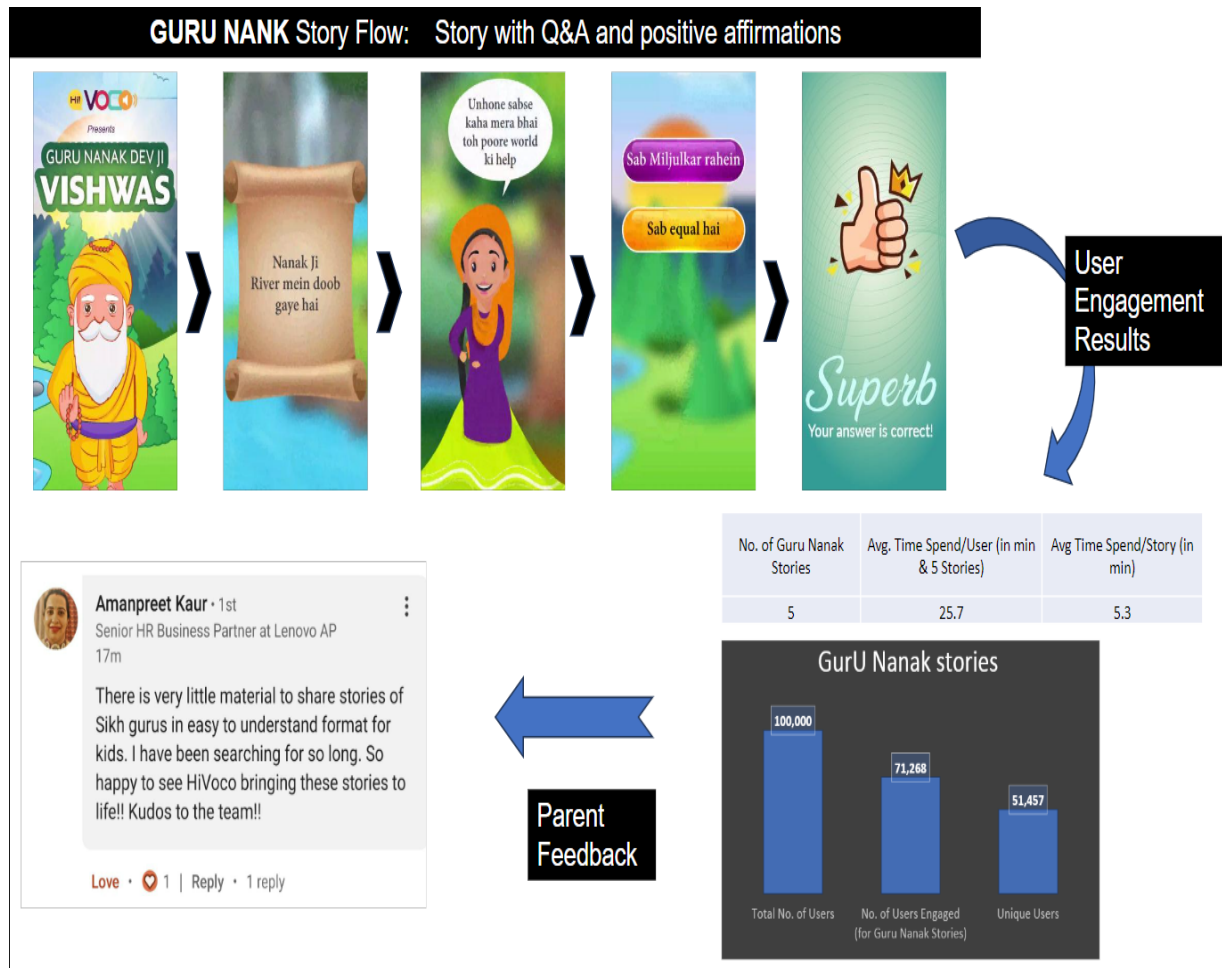 GURU NANK Story Flow: Story with Q&A and positive affirmations
Hi! VOCO
Presents
GURU NANAK DEV JI
VISHWAS
Nanak Ji
River mein doob
gaye hai
Unhone sabse
kaha mera bhai
toh poore world
ki help
Sab Miljulkar rahein
Sab equal hai
Superb
Your answer is correct!
User
Engagement
Results
No. of Guru Nanak
Stories
Avg. Time Spend/User (in min
& 5 Stories)
Avg Time Spend/Story (in
min)
5
25.7
5.3
GurU Nanak stories
100,000
71,268
51,457
Total No. of Users
No. of Users Engaged
(for Guru Nanak Stories)
Unique Users
Parent
Feedback
Amanpreet Kaur • 1st
Senior HR Business Partner at Lenovo AP
17m
There is very little material to share stories of
Sikh gurus in easy to understand format for
kids. I have been searching for so long. So
happy to see HiVoco bringing these stories to
life!! Kudos to the team!!
Love • 1 | Reply • 1 reply